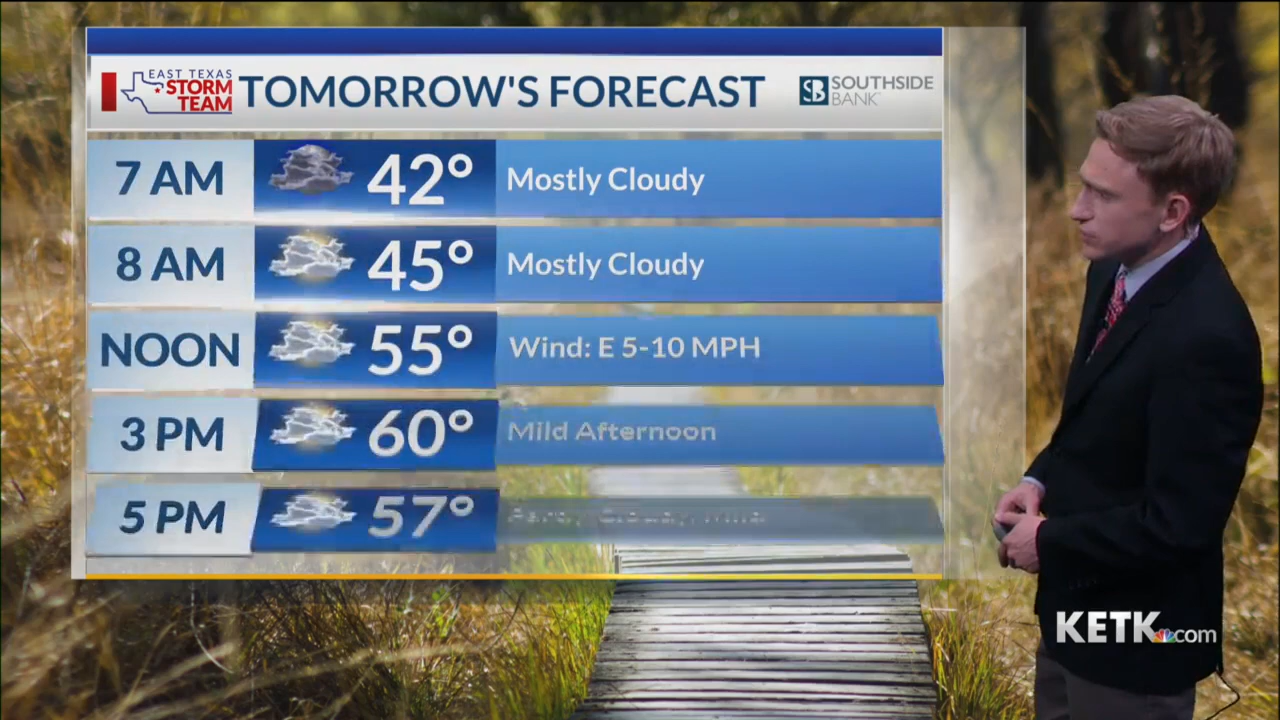 EAST TEXAS
STORM
TEAM
TOMORROW'S FORECAST
SB SOUTHSIDE
BANK
7 AM 42° Mostly Cloudy
8 AM 45° Mostly Cloudy
NOON 55° Wind: E 5-10 MPH
3 PM 60° Mild Afternoon
5 PM 57°
KETK.com